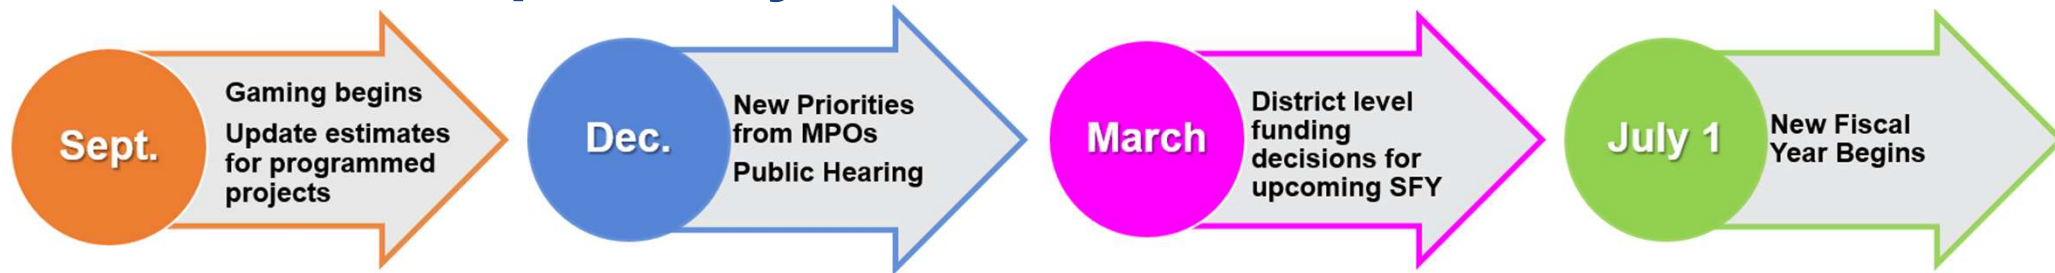 Sept.
Gaming begins
Update estimates
for programmed
projects
Dec.
New Priorities
from MPOs
Public Hearing
March
District level
funding
decisions for
upcoming SFY
July 1
New Fiscal
Year Begins